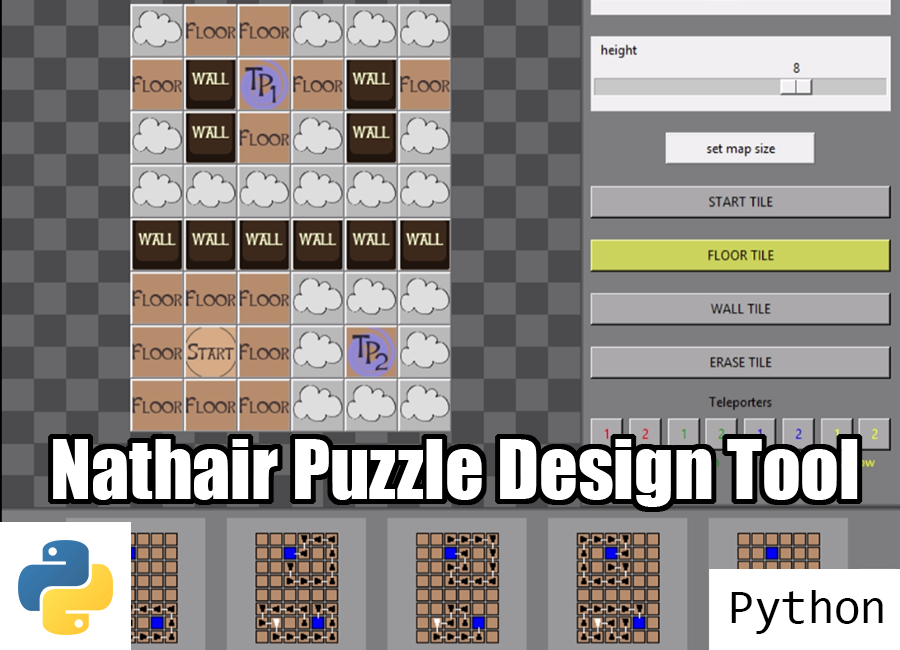 FLOOR FLOOR
height
8
FLOOR WALL TP1 FLOOR WALL FLOOR
WALL FLOOR WALL
set map size
START TILE
WALL WALL WALL WALL WALL WALL
FLOOR TILE
FLOOR FLOOR FLOOR
WALL TILE
FLOOR START FLOOR TP2
ERASE TILE
FLOOR FLOOR FLOOR
Teleporters
1 2 1 2 1 2 1 2
Nathair Puzzle Design Tool
Python